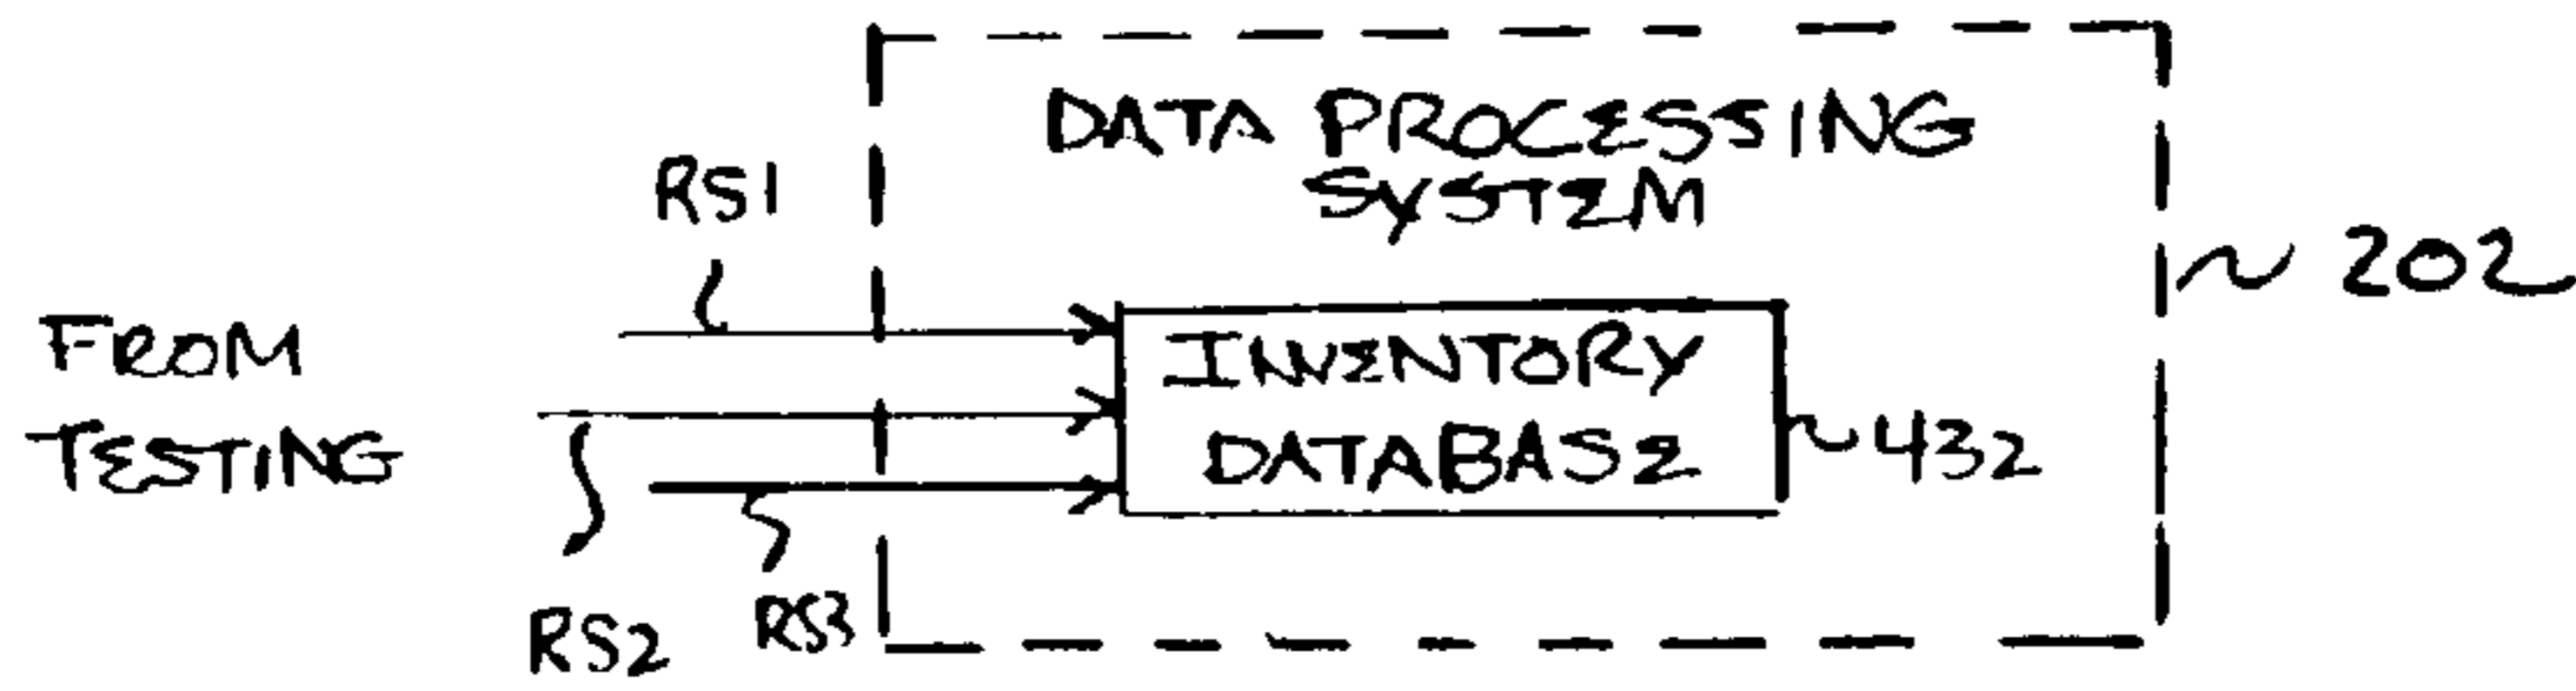 DATA PROCESSING
SYSTEM
RS1
202
FROM
TESTING
INVENTORY
DATABASE
432
RS2
RS3